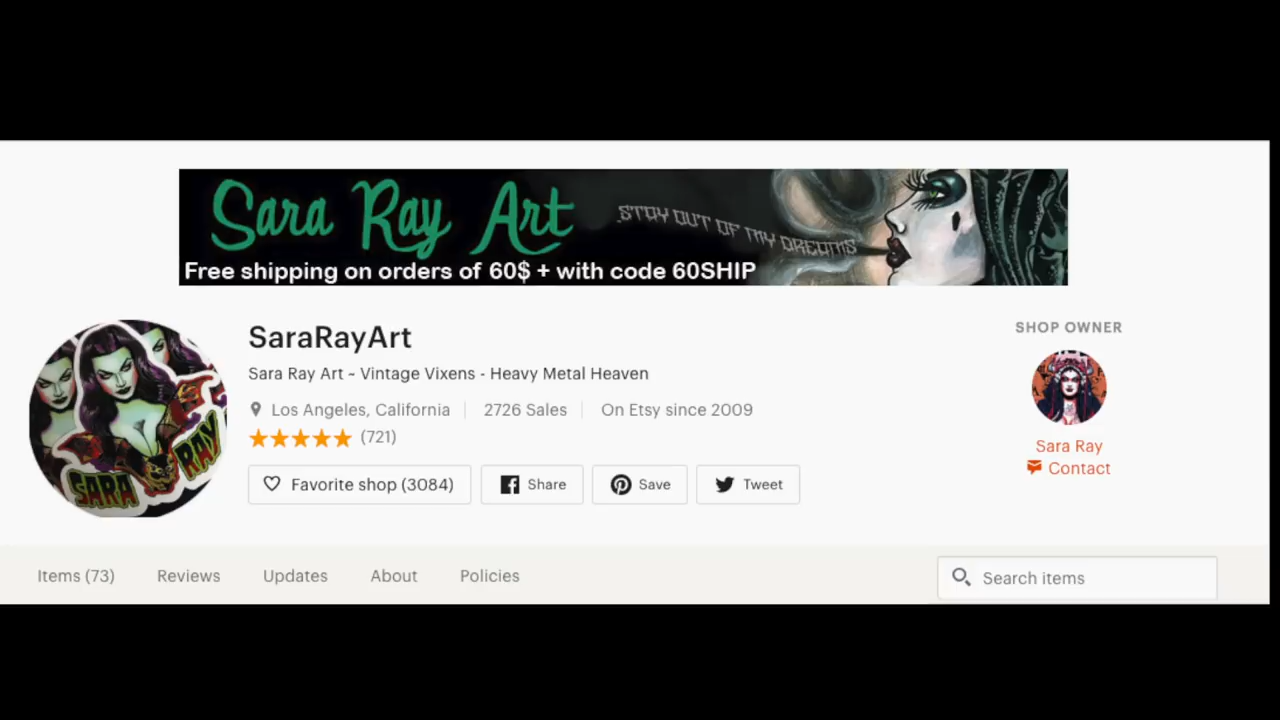 Sara Ray Art
STAY OUT OF MY DREAMS
Free shipping on orders of 60$ + with code 60SHIP
SARA RAY
SaraRayArt
Sara Ray Art ~ Vintage Vixens - Heavy Metal Heaven
Los Angeles, California 2726 Sales On Etsy since 2009
(721)
Favorite shop (3084) Share Save Tweet
SHOP OWNER
Sara Ray
Contact
Items (73) Reviews Updates About Policies Search items